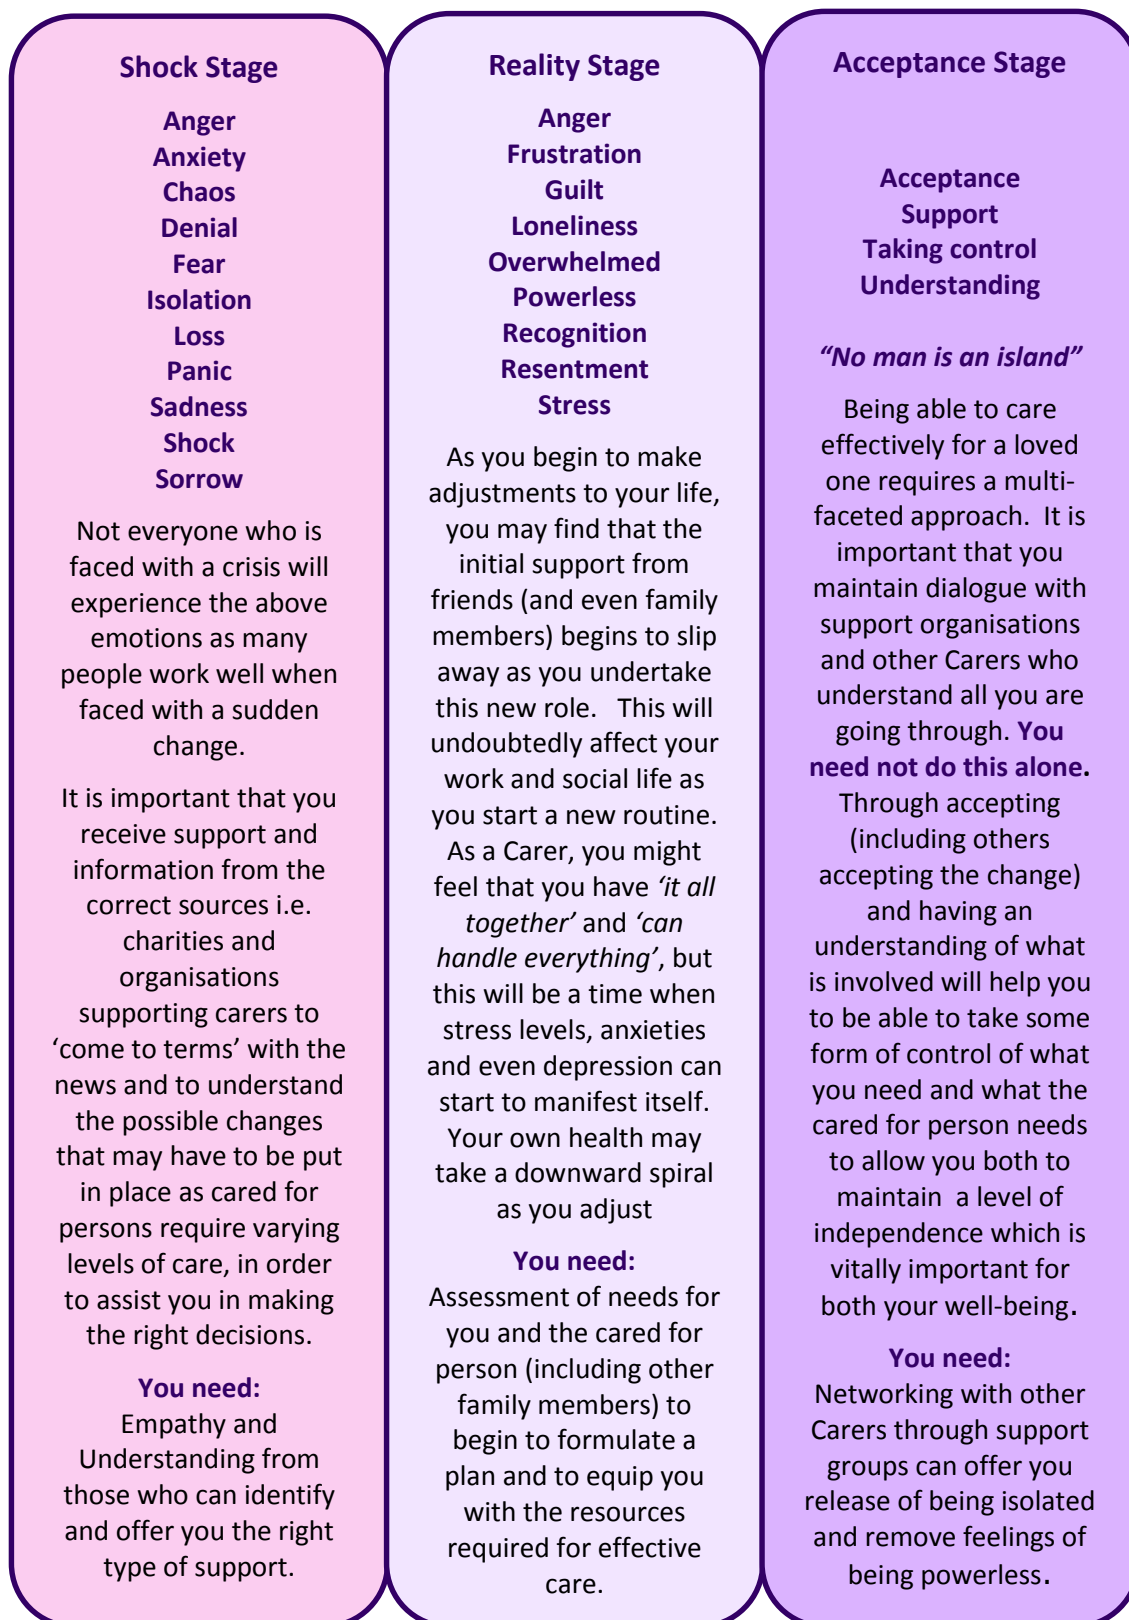 Shock Stage
Anger
Anxiety
Chaos
Denial
Fear
Isolation
Loss
Panic
Sadness
Shock
Sorrow
Not everyone who is
faced with a crisis will
experience the above
emotions as many
people work well when
faced with a sudden
change.
It is important that you
receive support and
information from the
correct sources i.e.
charities and
organisations
supporting carers to
‘come to terms’ with the
news and to understand
the possible changes
that may have to be put
in place as cared for
persons require varying
levels of care, in order
to assist you in making
the right decisions.
You need:
Empathy and
Understanding from
those who can identify
and offer you the right
type of support.
Reality Stage
Anger
Frustration
Guilt
Loneliness
Overwhelmed
Powerless
Recognition
Resentment
Stress
As you begin to make
adjustments to your life,
you may find that the
initial support from
friends (and even family
members) begins to slip
away as you undertake
this new role.   This will
undoubtedly affect your
work and social life as
you start a new routine.
As a Carer, you might
feel that you have ‘it all
together’ and ‘can
handle everything’, but
this will be a time when
stress levels, anxieties
and even depression can
start to manifest itself.
Your own health may
take a downward spiral
as you adjust
You need:
Assessment of needs for
you and the cared for
person (including other
family members) to
begin to formulate a
plan and to equip you
with the resources
required for effective
care.
Acceptance Stage
Acceptance
Support
Taking control
Understanding
“No man is an island”
Being able to care
effectively for a loved
one requires a multi-
faceted approach.  It is
important that you
maintain dialogue with
support organisations
and other Carers who
understand all you are
going through. You
need not do this alone.
Through accepting
(including others
accepting the change)
and having an
understanding of what
is involved will help you
to be able to take some
form of control of what
you need and what the
cared for person needs
to allow you both to
maintain  a level of
independence which is
vitally important for
both your well-being.
You need:
Networking with other
Carers through support
groups can offer you
release of being isolated
and remove feelings of
being powerless.